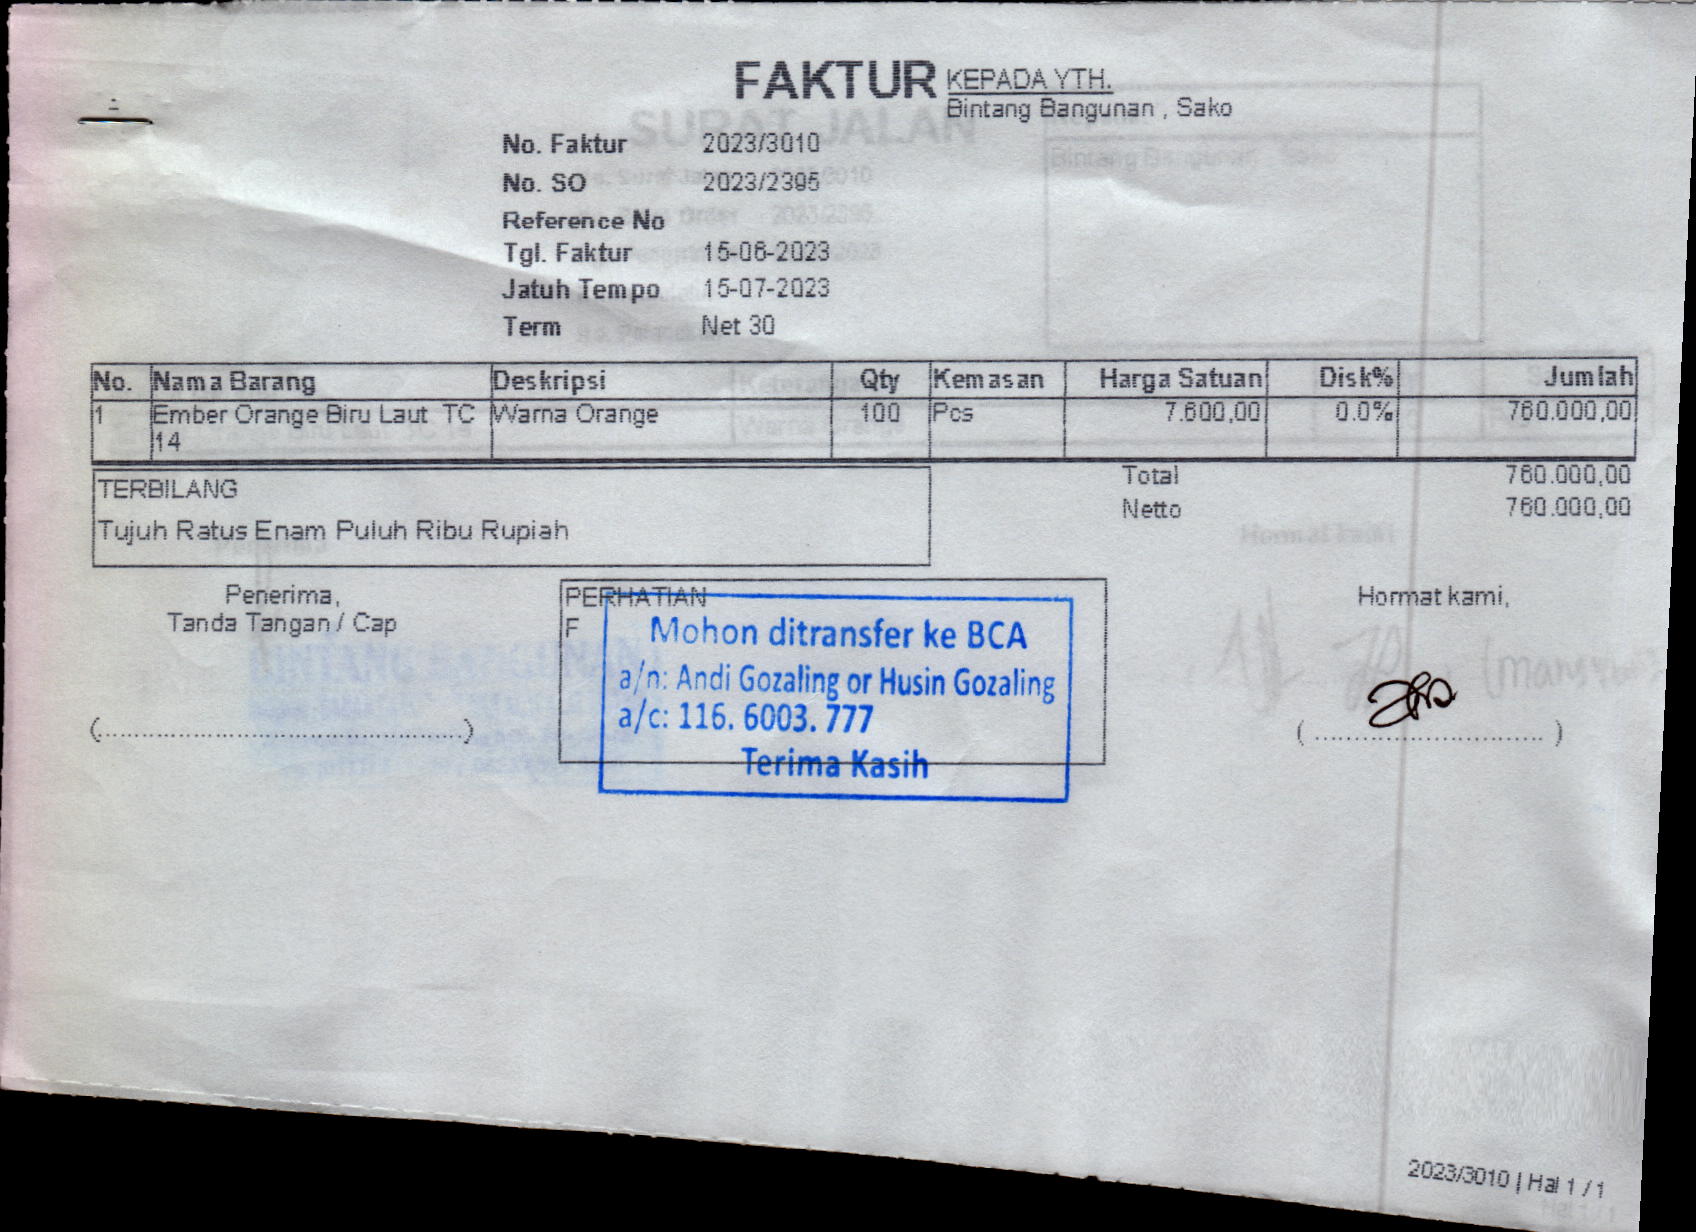 FAKTUR
KEPADA YTH.
Bintang Bangunan , Sako
No. Faktur 2023/3010
No. SO 2023/2395
Reference No
Tgl. Faktur 15-06-2023
Jatuh Tempo 15-07-2023
Term Net 30
No. Nama Barang Deskripsi Qty Kemasan Harga Satuan Disk% Jumlah
1 Ember Orange Biru Laut TC Warna Orange 100 Pcs 7.600,00 0.0% 760.000,00
14
Total 760.000,00
Netto 760.000,00
TERBILANG
Tujuh Ratus Enam Puluh Ribu Rupiah
Penerima,
Tanda Tangan / Cap
(......................................)
PERHATIAN
F
Mohon ditransfer ke BCA
a/n: Andi Gozaling or Husin Gozaling
a/c: 116. 6003. 777
Terima Kasih
Hormat kami,
( ............................ )
2023/3010 | Hal 1 / 1